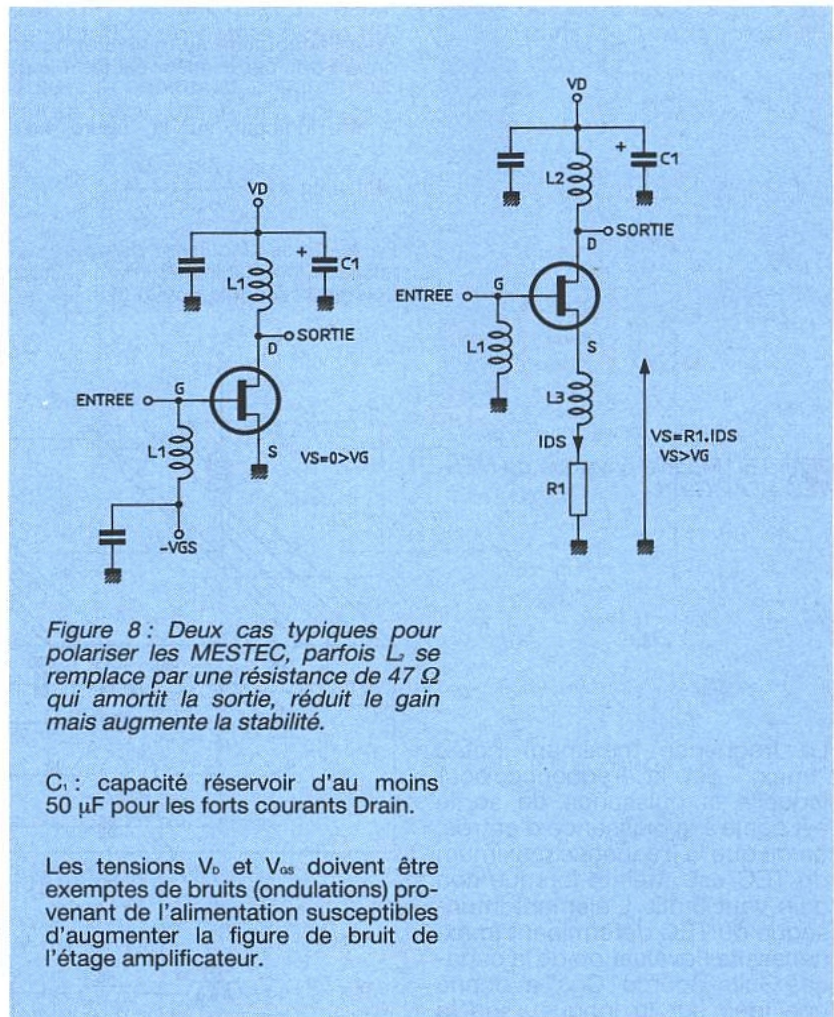 VD
C1
+
L1
SORTIE
D
ENTREE
G
L1
S
VS=0>VG
-VGS
VD
+
C1
L2
SORTIE
D
ENTREE
G
L1
S
L3
IDS
VS=R1.IDS
VS>VG
R1
Figure 8 : Deux cas typiques pour
polariser les MESTEC, parfois L2 se
remplace par une résistance de 47 Ω
qui amortit la sortie, réduit le gain
mais augmente la stabilité.
C1 : capacité réservoir d'au moins
50 µF pour les forts courants Drain.
Les tensions VD et VGS doivent être
exemptes de bruits (ondulations) pro-
venant de l'alimentation susceptibles
d'augmenter la figure de bruit de
l'étage amplificateur.